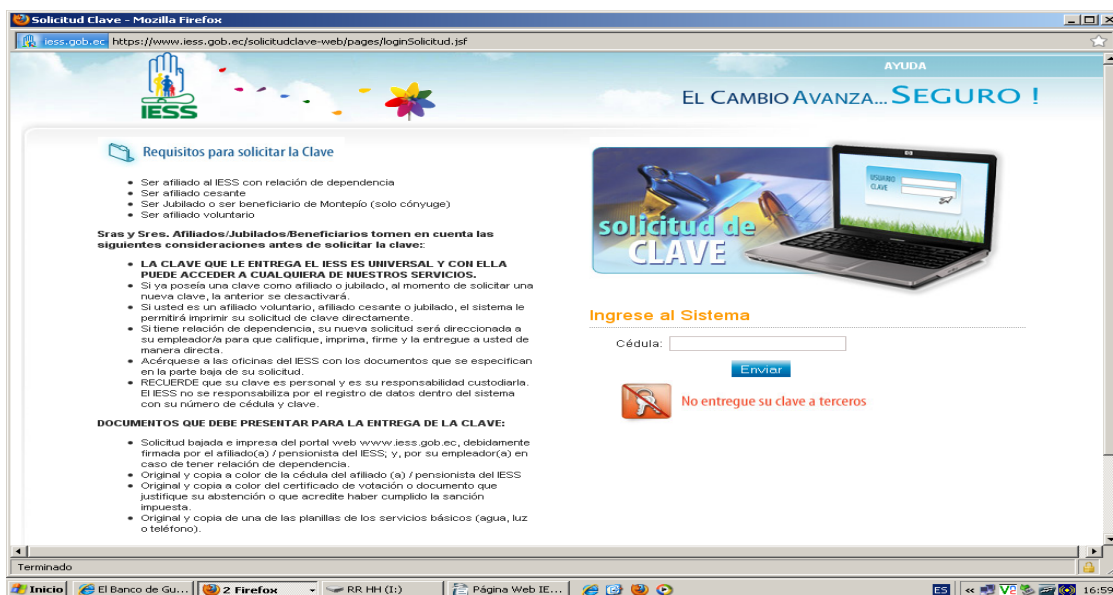 Solicitud Clave - Mozilla Firefox
iess.gob.ec https://www.iess.gob.ec/solicitudclave-web/pages/loginSolicitud.jsf
IESS
AYUDA
EL CAMBIO AVANZA... SEGURO !
Requisitos para solicitar la Clave
• Ser afiliado al IESS con relación de dependencia
• Ser afiliado cesante
• Ser Jubilado o ser beneficiario de Montepío (solo cónyuge)
• Ser afiliado voluntario
Sras y Sres. Afiliados/Jubilados/Beneficiarios tomen en cuenta las
siguientes consideraciones antes de solicitar la clave:
• LA CLAVE QUE LE ENTREGA EL IESS ES UNIVERSAL Y CON ELLA
PUEDE ACCEDER A CUALQUIERA DE NUESTROS SERVICIOS.
• Si ya poseía una clave como afiliado o jubilado, al momento de solicitar una
nueva clave, la anterior se desactivará.
• Si usted es un afiliado voluntario, afiliado cesante o jubilado, el sistema le
permitirá imprimir su solicitud de clave directamente.
• Si tiene relación de dependencia, su nueva solicitud será direccionada a
su empleador/a para que califique, imprima, firme y la entregue a usted de
manera directa.
• Acérquese a las oficinas del IESS con los documentos que se especifican
en la parte baja de su solicitud.
• RECUERDE que su clave es personal y es su responsabilidad custodiarla.
El IESS no se responsabiliza por el registro de datos dentro del sistema
con su número de cédula y clave.
DOCUMENTOS QUE DEBE PRESENTAR PARA LA ENTREGA DE LA CLAVE:
• Solicitud bajada e impresa del portal web www.iess.gob.ec, debidamente
firmada por el afiliado(a) / pensionista del IESS; y, por su empleador(a) en
caso de tener relación de dependencia.
• Original y copia a color de la cédula del afiliado (a) / pensionista del IESS
• Original y copia a color del certificado de votación o documento que
justifique su abstención o que acredite haber cumplido la sanción
impuesta.
• Original y copia de una de las planillas de los servicios básicos (agua, luz
o teléfono).
solicitud de
CLAVE
USUARIO
CLAVE
Ingrese al Sistema
Cédula:
Enviar
No entregue su clave a terceros
Terminado
Inicio
El Banco de Gu...
2 Firefox
RR HH (I:)
Página Web IE...
ES
16:59